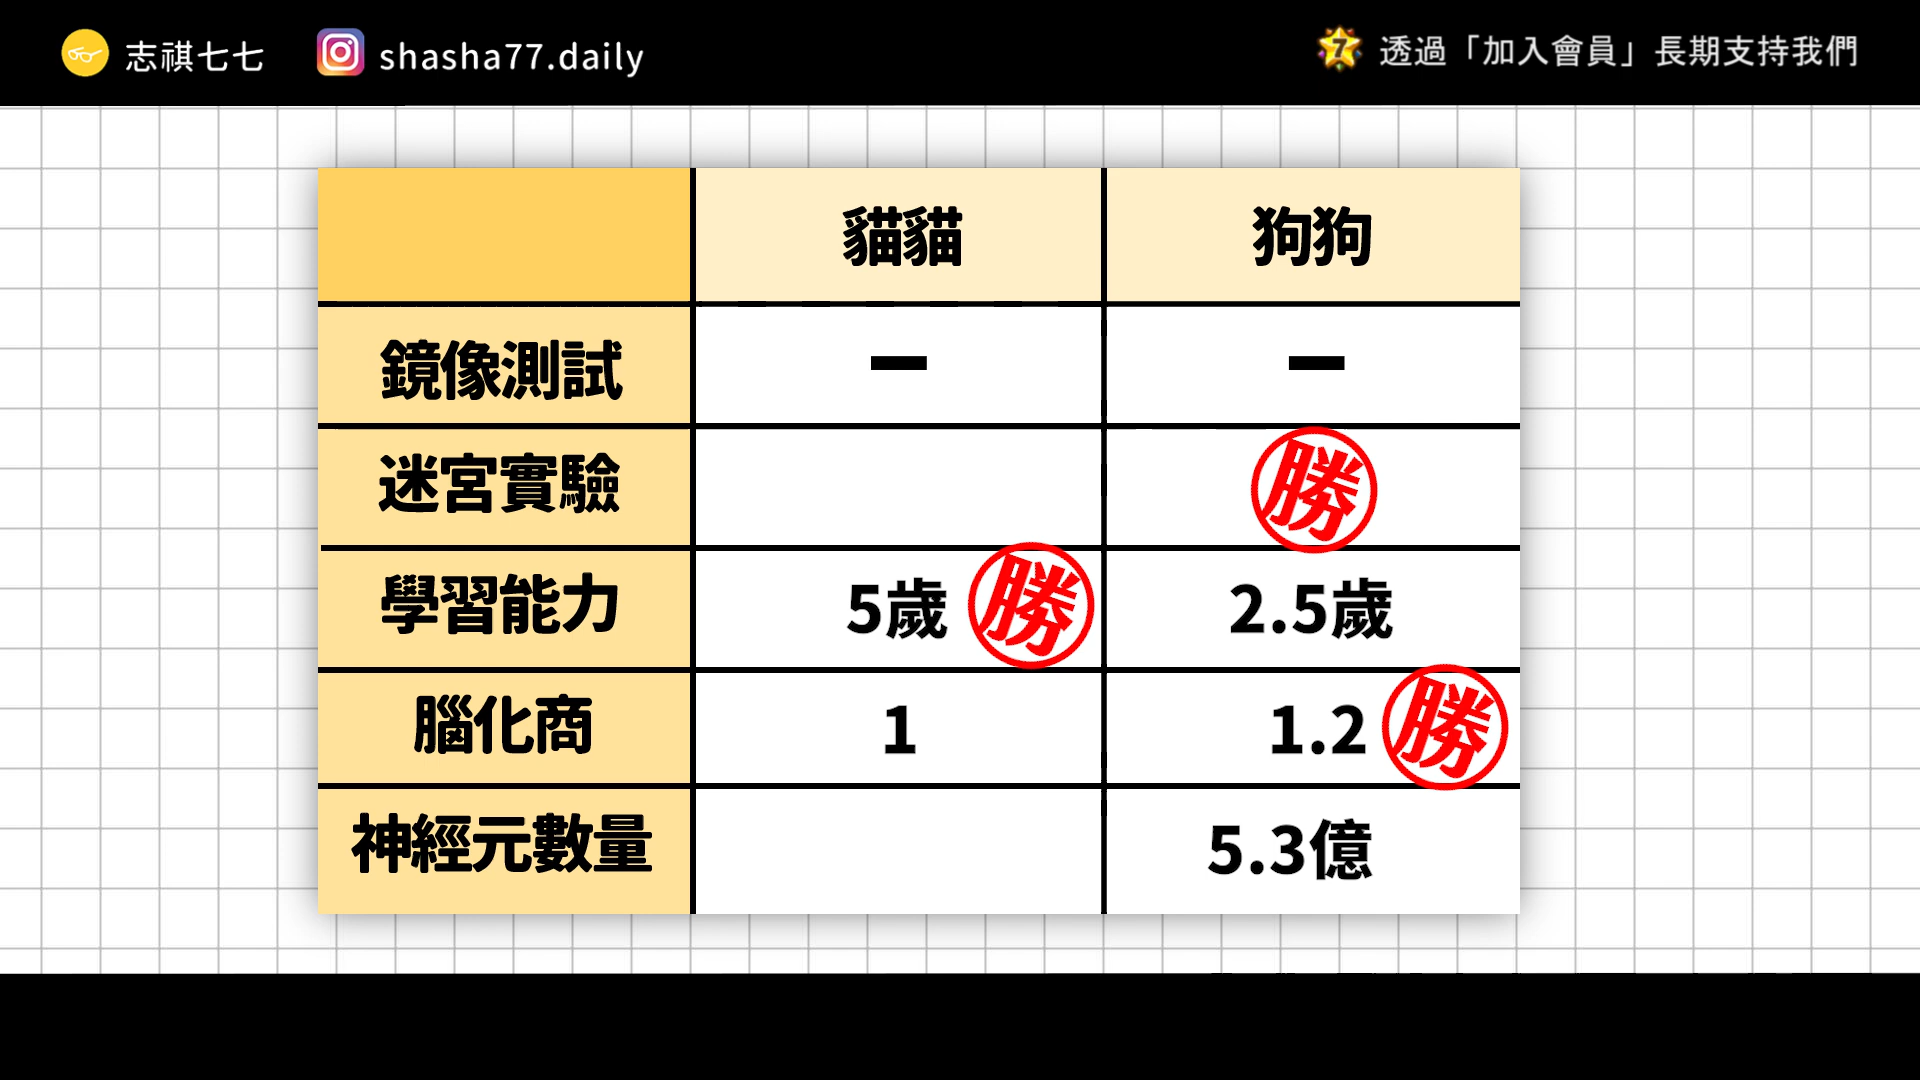 志祺七七
shasha77.daily
7
透過「加入會員」長期支持我們
貓貓 狗狗
鏡像測試 － －
迷宮實驗 勝
學習能力 5歲 勝 2.5歲
腦化商 1 1.2 勝
神經元數量 5.3億